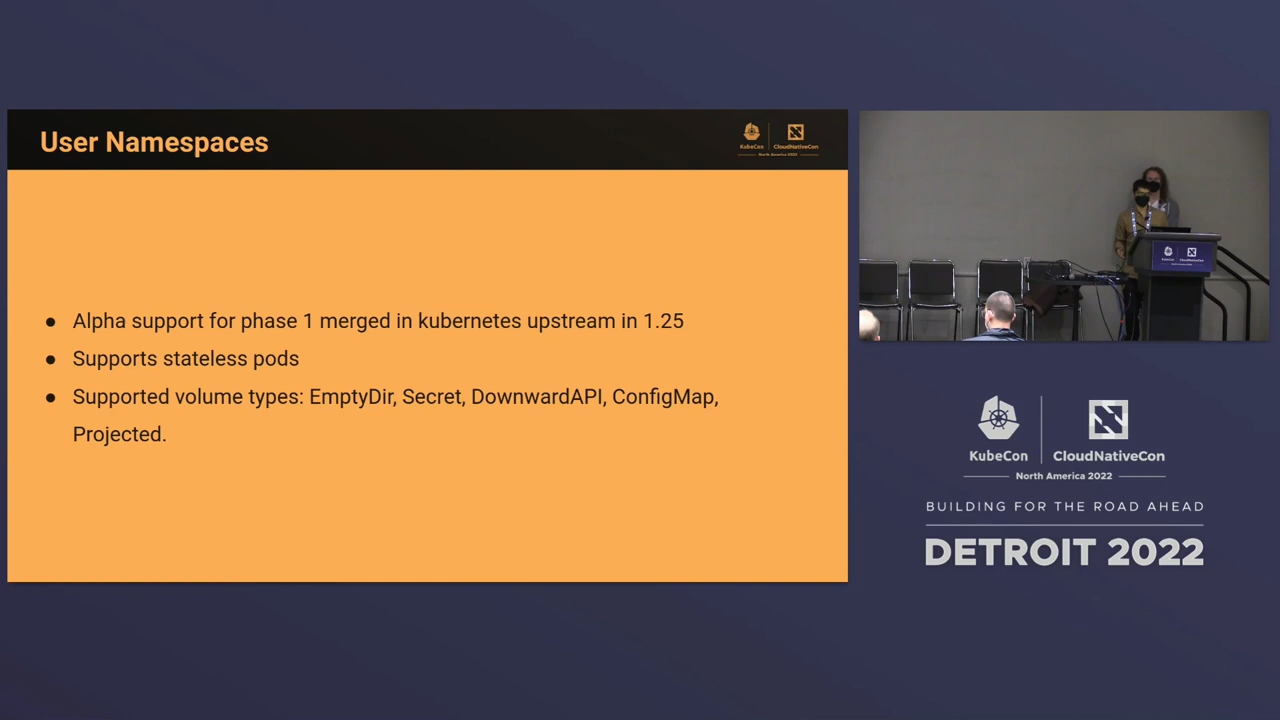 User Namespaces
KubeCon
CloudNativeCon
North America 2022
Alpha support for phase 1 merged in kubernetes upstream in 1.25
Supports stateless pods
Supported volume types: EmptyDir, Secret, DownwardAPI, ConfigMap,
Projected.
KubeCon
CloudNativeCon
KubeCon
CloudNativeCon
North America 2022
BUILDING FOR THE ROAD AHEAD
DETROIT 2022